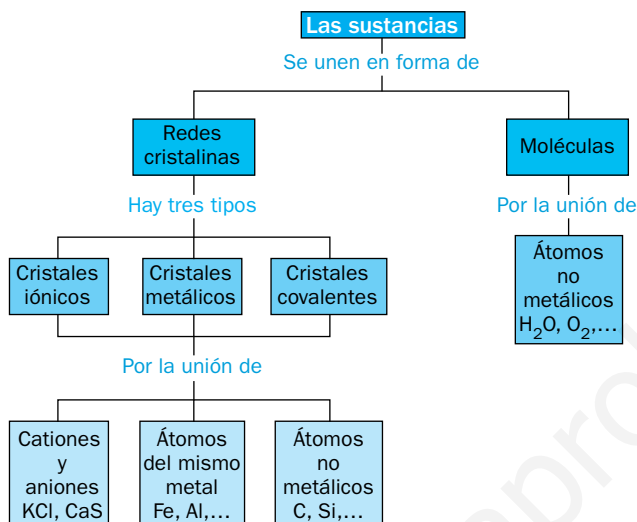 Las sustancias
Se unen en forma de
Redes
cristalinas
Moléculas
Hay tres tipos
Por la unión de
Cristales
iónicos
Cristales
metálicos
Cristales
covalentes
Átomos
no
metálicos
H₂O, O₂,…
Por la unión de
Cationes
y
aniones
KCl, CaS
Átomos
del mismo
metal
Fe, Al,…
Átomos
no
metálicos
C, Si,…